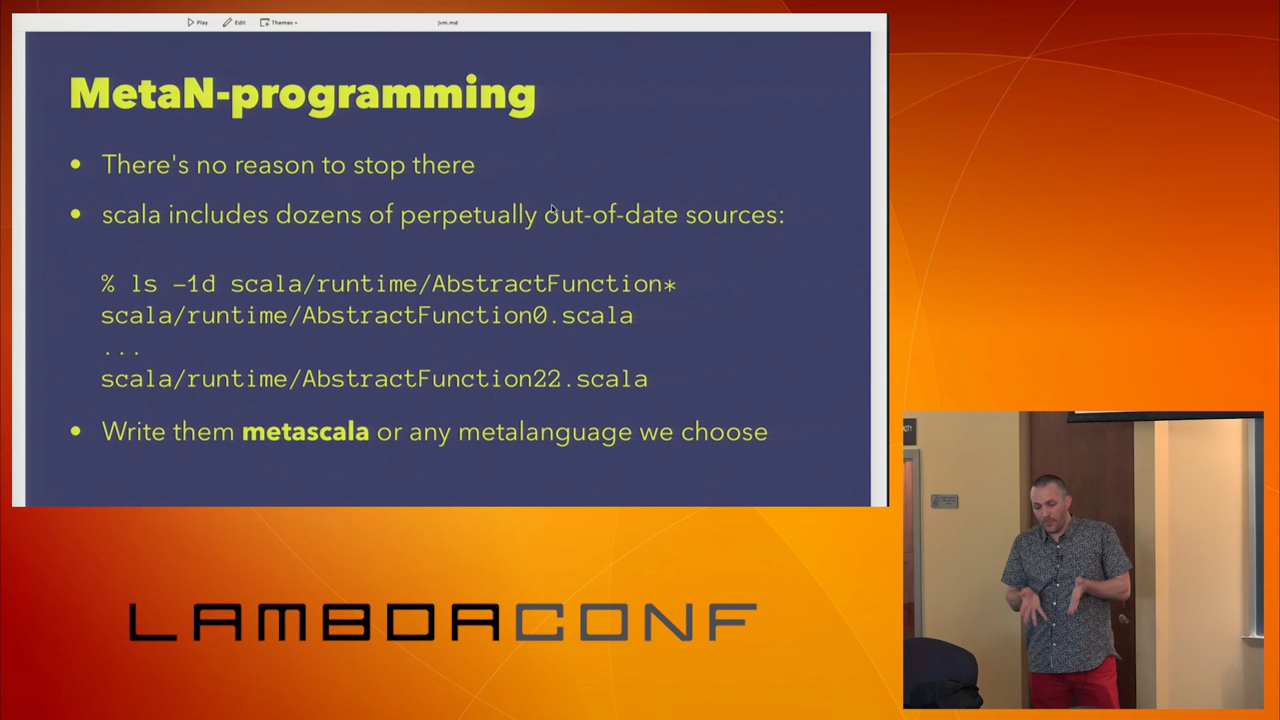 Play Edit Themes jvm.md
MetaN-programming
• There's no reason to stop there
• scala includes dozens of perpetually out-of-date sources:
% ls -1d scala/runtime/AbstractFunction*
scala/runtime/AbstractFunction0.scala
...
scala/runtime/AbstractFunction22.scala
• Write them metascala or any metalanguage we choose
LAMBDACONF